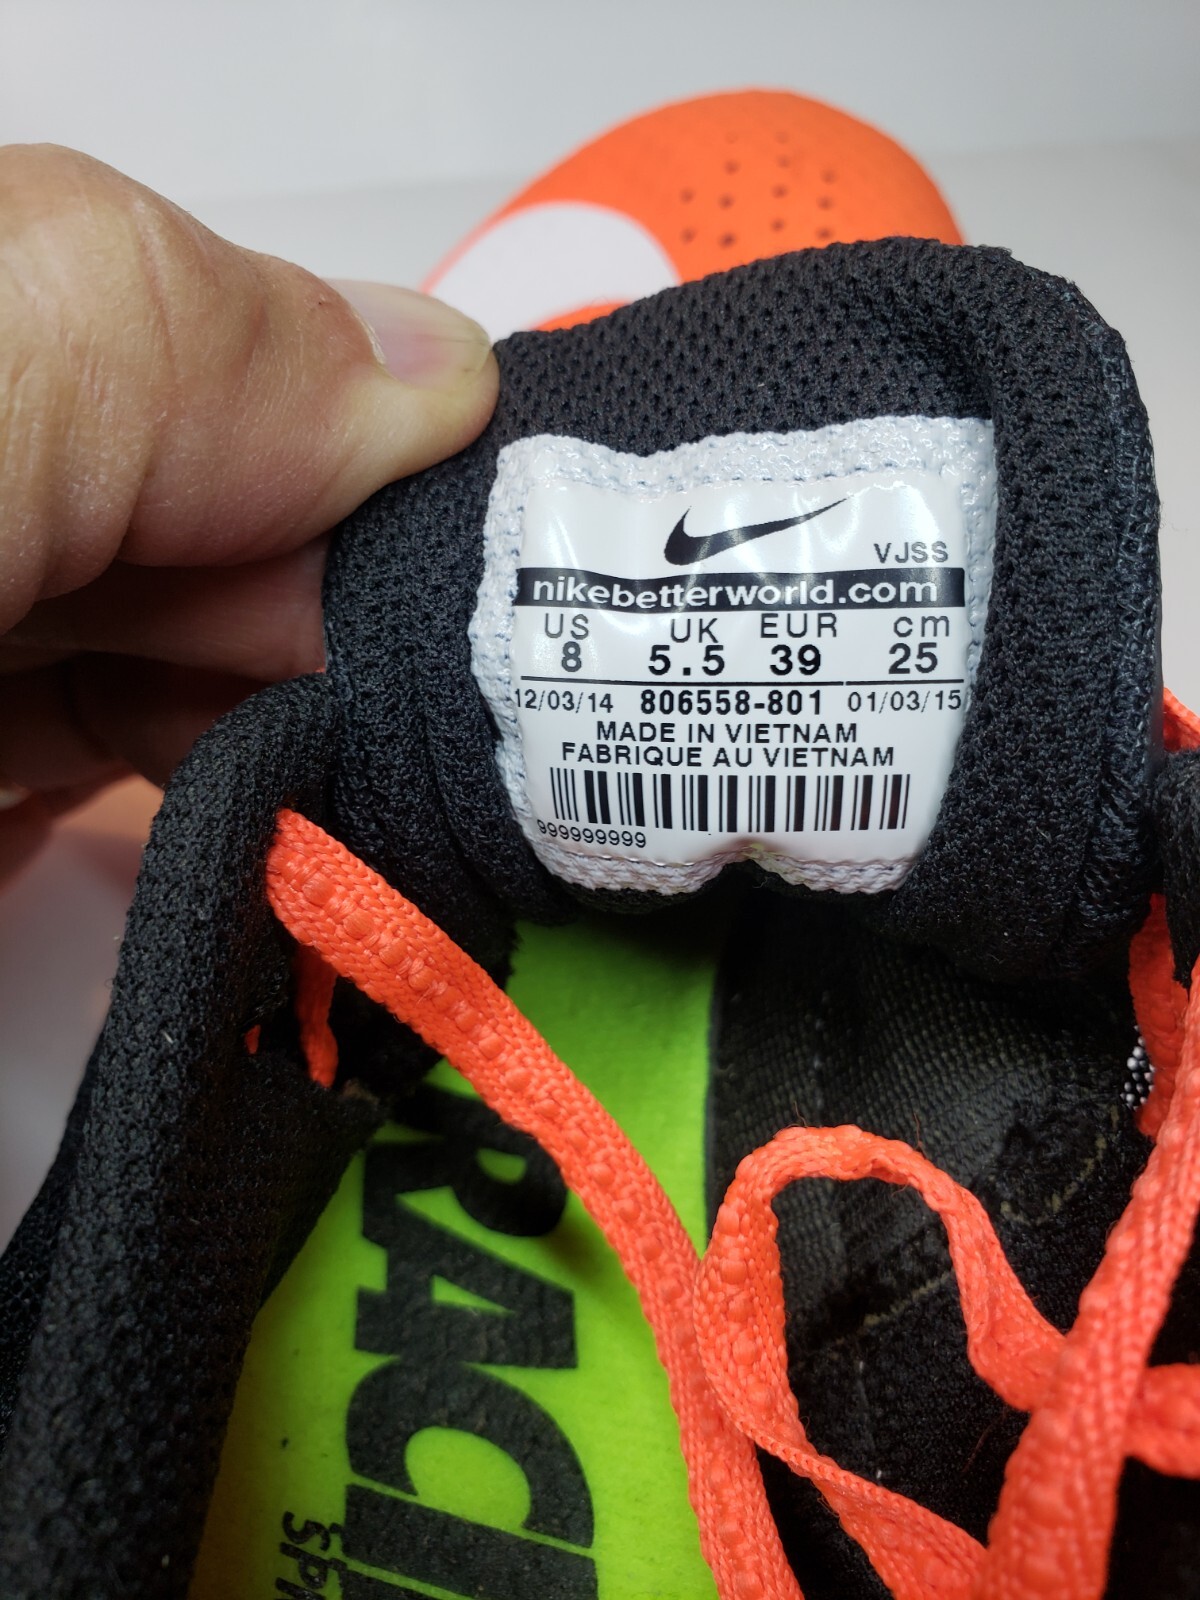 VJSS
nikebetterworld.com
US UK EUR cm
8 5.5 39 25
12/03/14 806558-801 01/03/15
MADE IN VIETNAM
FABRIQUE AU VIETNAM
999999999
RACI